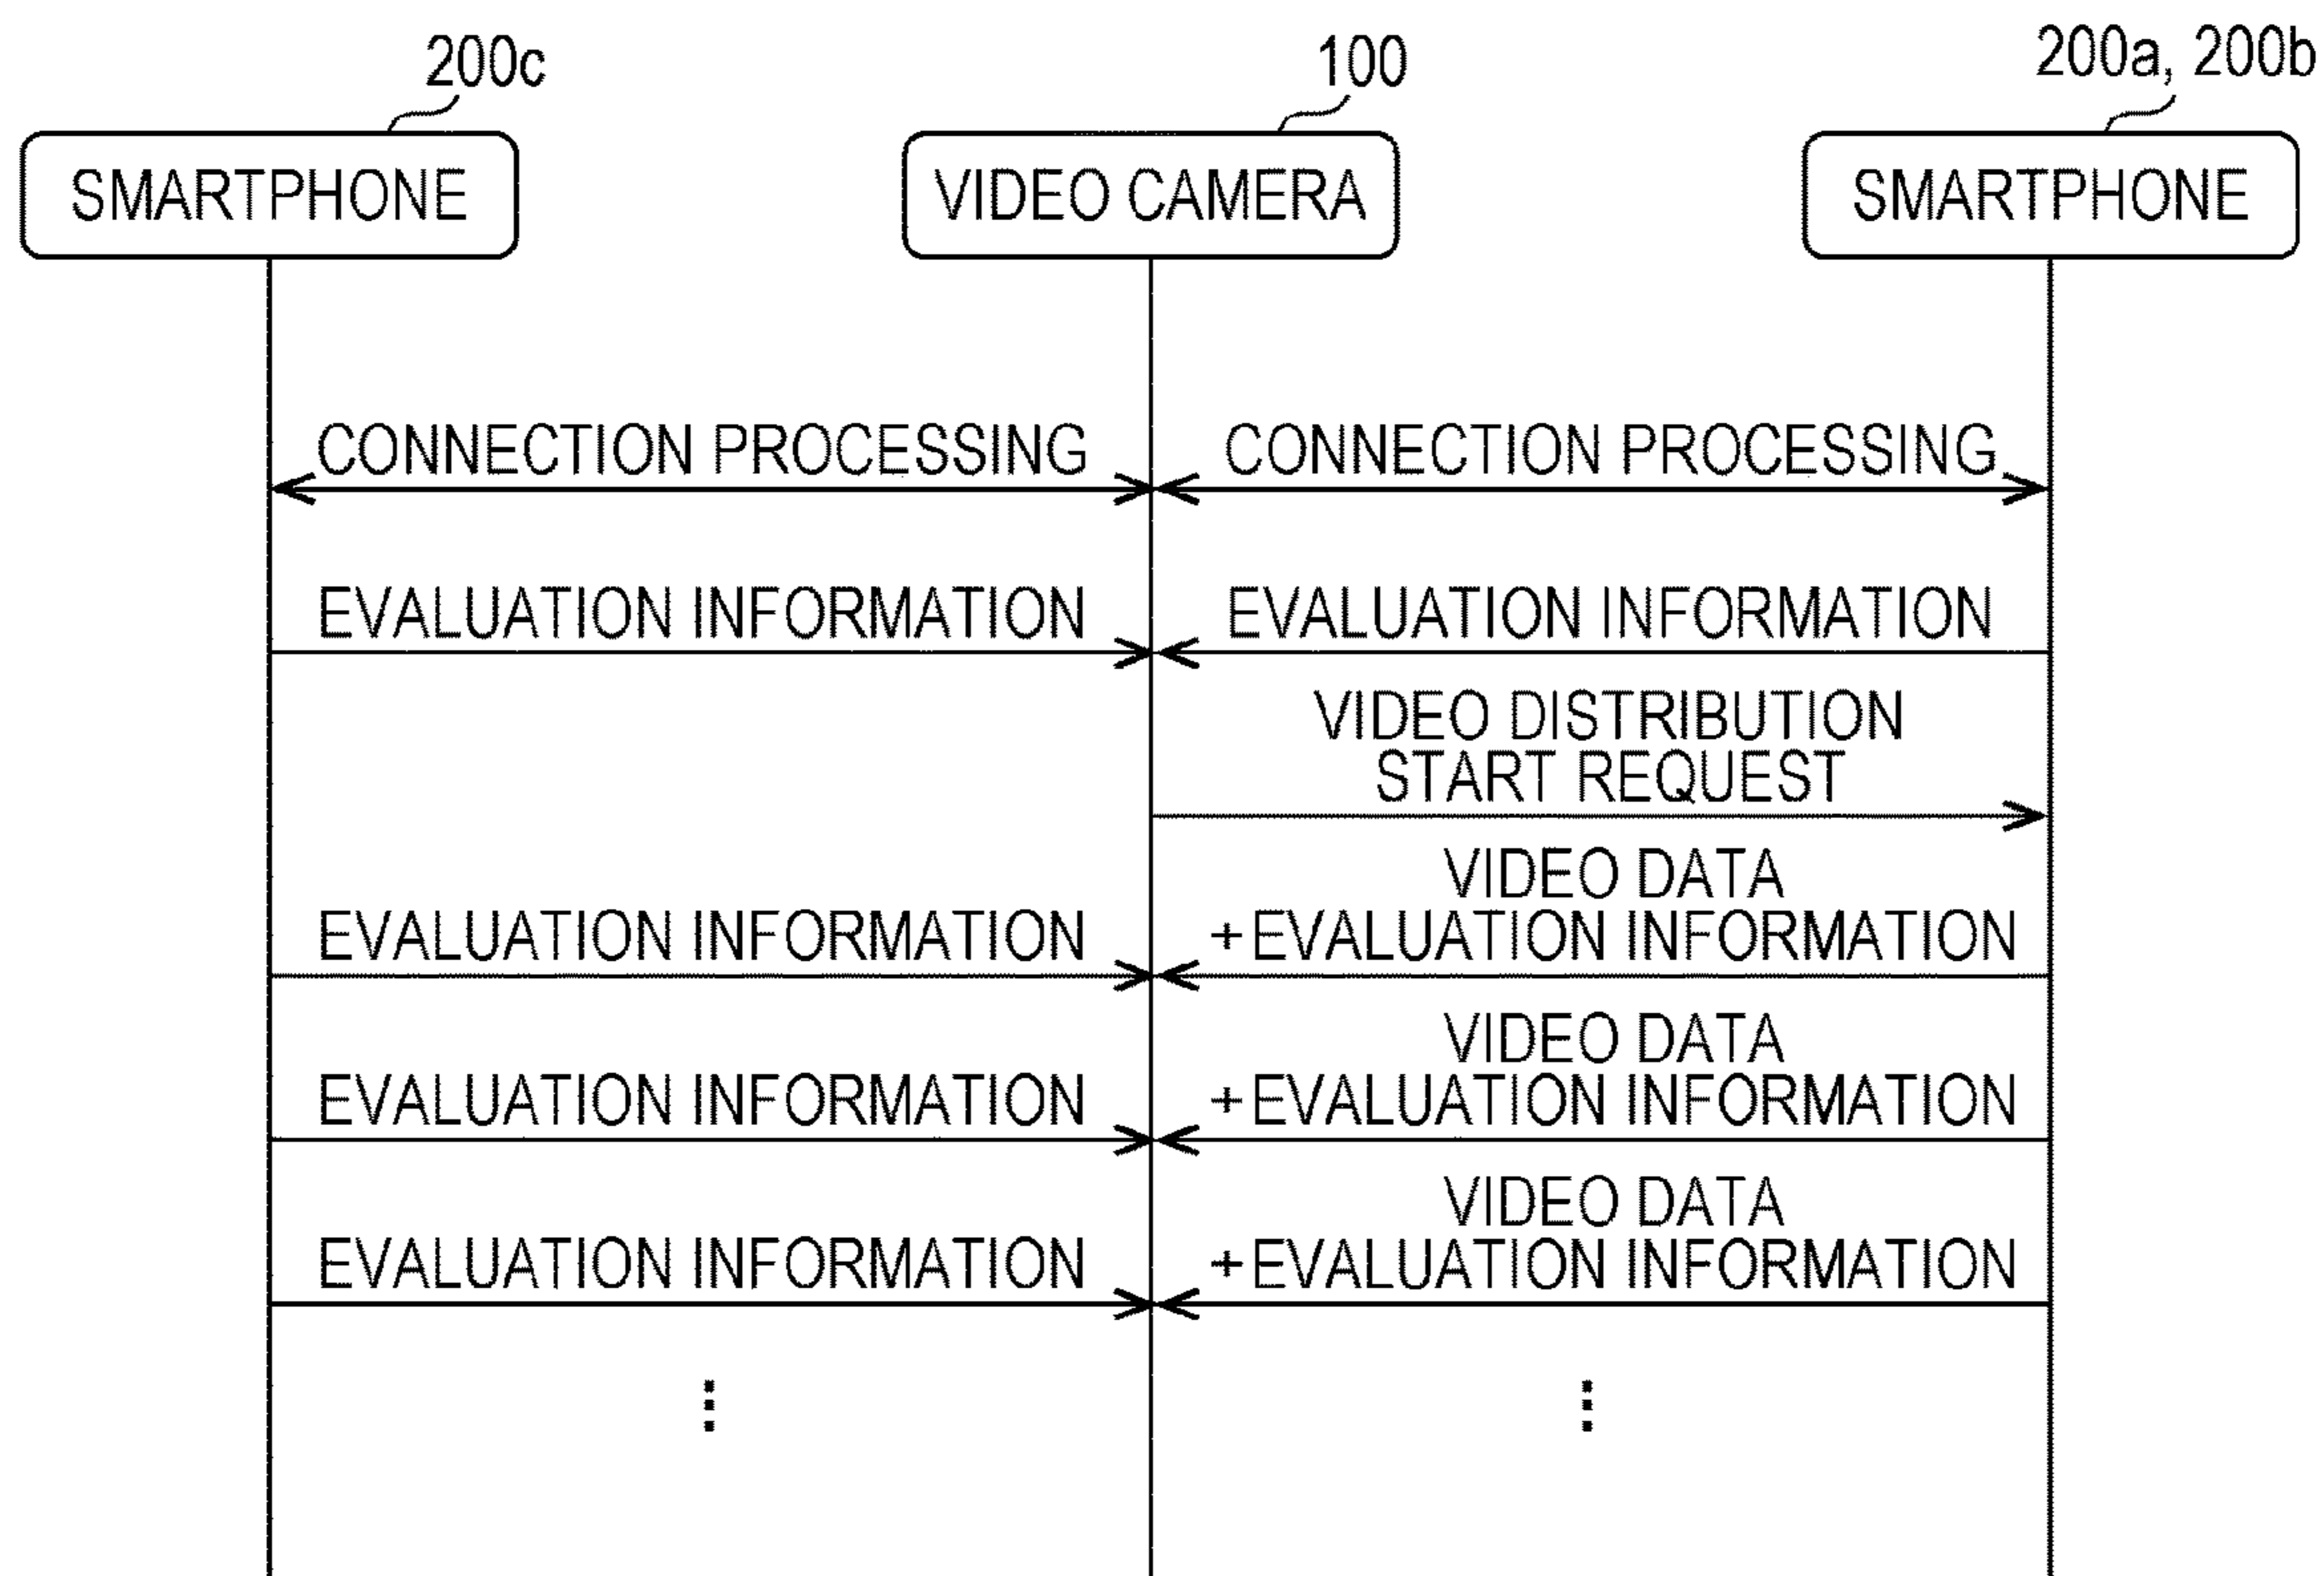 200c
100
200a, 200b
SMARTPHONE
VIDEO CAMERA
SMARTPHONE
CONNECTION PROCESSING
CONNECTION PROCESSING
EVALUATION INFORMATION
EVALUATION INFORMATION
VIDEO DISTRIBUTION
START REQUEST
VIDEO DATA
EVALUATION INFORMATION
+EVALUATION INFORMATION
VIDEO DATA
EVALUATION INFORMATION
+EVALUATION INFORMATION
VIDEO DATA
EVALUATION INFORMATION
+EVALUATION INFORMATION